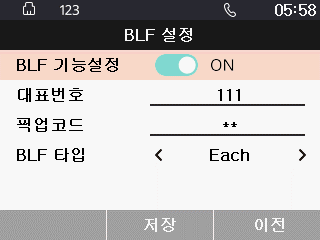 123 05:58
BLF 설정
BLF 기능설정 ON
대표번호 111
픽업코드 **
BLF 타입 < Each >
저장 이전